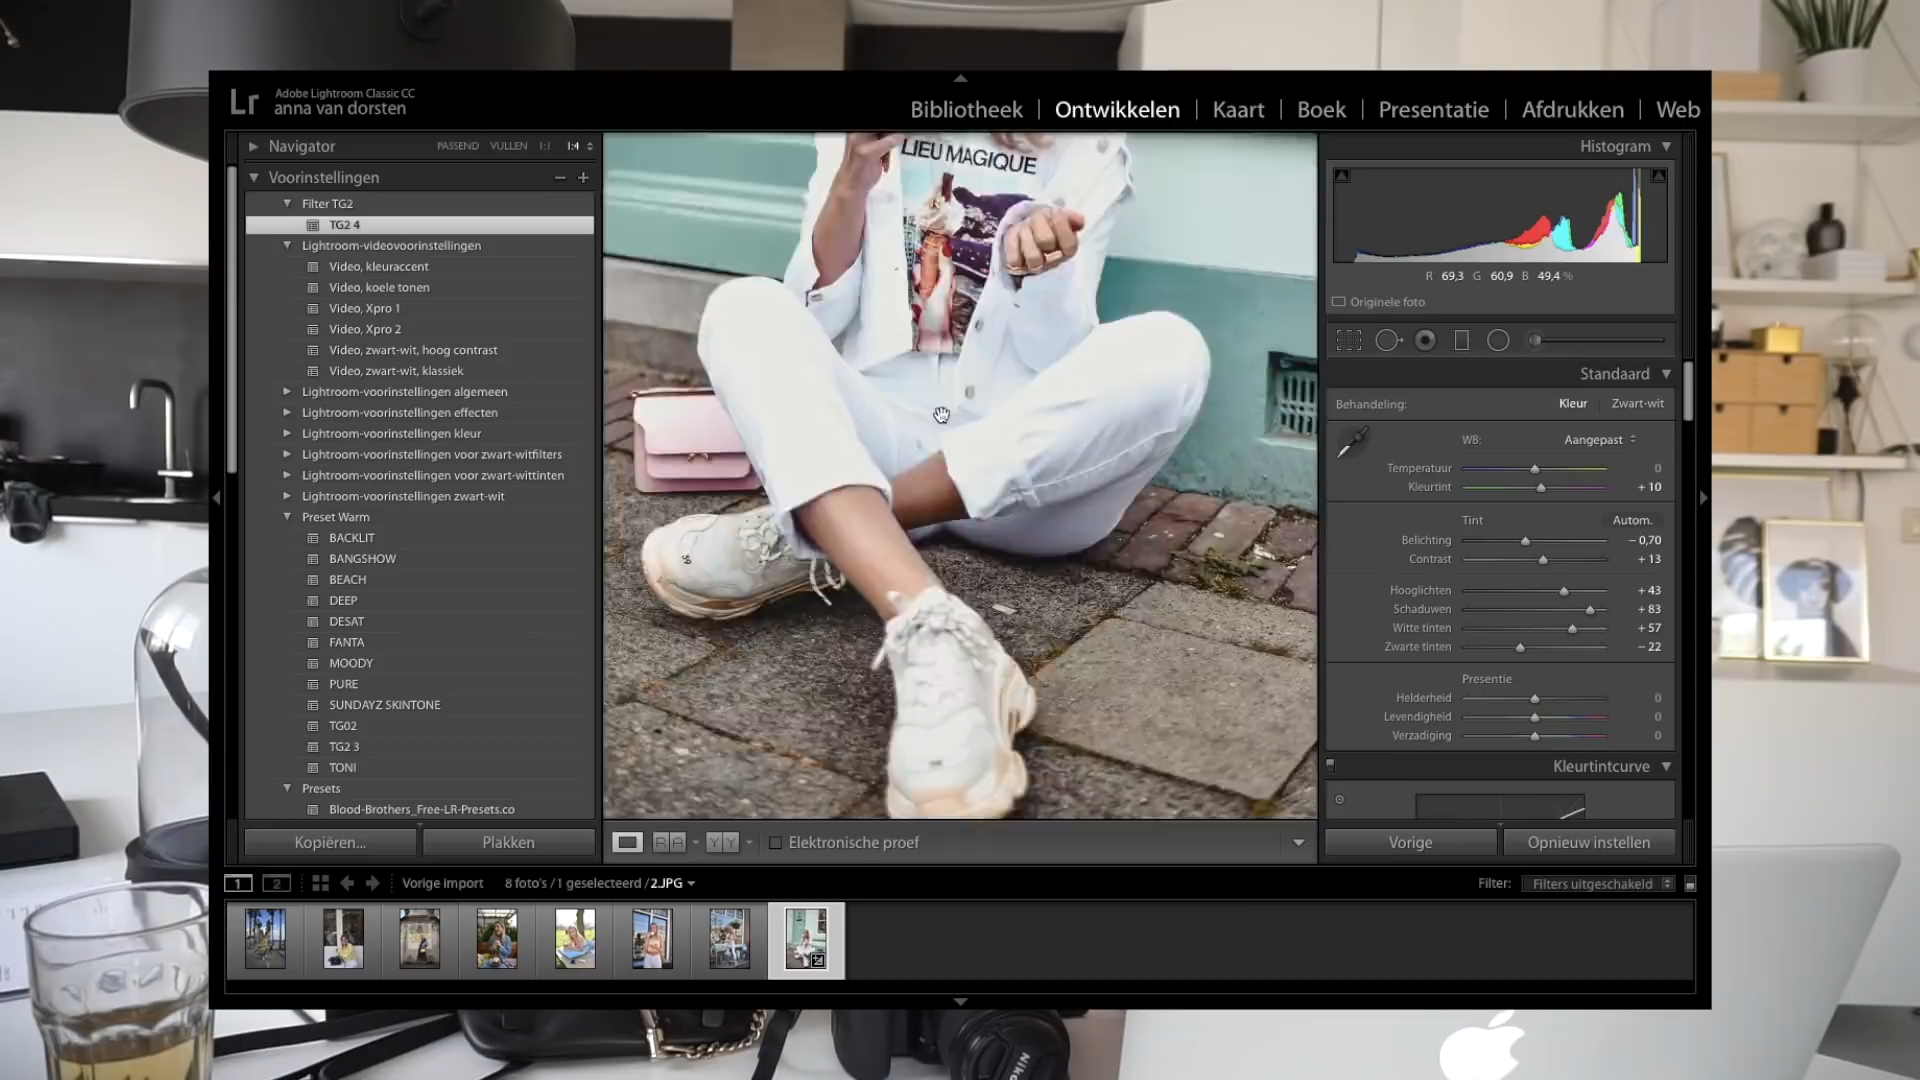 Lr
Adobe Lightroom Classic CC
anna van dorsten
Bibliotheek | Ontwikkelen | Kaart | Boek | Presentatie | Afdrukken | Web
Navigator PASSEND VULLEN 1:1 1:4
Voorinstellingen
Filter TG2
TG2 4
Lightroom-videovoorinstellingen
Video, kleuraccent
Video, koele tonen
Video, Xpro 1
Video, Xpro 2
Video, zwart-wit, hoog contrast
Video, zwart-wit, klassiek
Lightroom-voorinstellingen algemeen
Lightroom-voorinstellingen effecten
Lightroom-voorinstellingen kleur
Lightroom-voorinstellingen voor zwart-witfilters
Lightroom-voorinstellingen voor zwart-wittinten
Lightroom-voorinstellingen zwart-wit
Preset Warm
BACKLIT
BANGSHOW
BEACH
DEEP
DESAT
FANTA
MOODY
PURE
SUNDAYZ SKINTONE
TG02
TG2 3
TONI
Presets
Blood-Brothers_Free-LR-Presets.co
Kopiëren... Plakken
LIEU MAGIQUE
Histogram
R 69,3 G 60,9 B 49,4 %
Originele foto
Standaard
Behandeling: Kleur | Zwart-wit
WB: Aangepast
Temperatuur 0
Kleurtint + 10
Tint Autom.
Belichting − 0,70
Contrast + 13
Hooglichten + 43
Schaduwen + 83
Witte tinten + 57
Zwarte tinten − 22
Presentie
Helderheid 0
Levendigheid 0
Verzadiging 0
Kleurtintcurve
Vorige Opnieuw instellen
R A Y Y Elektronische proef
1 2 Vorige import 8 foto's / 1 geselecteerd / 2.JPG
Filter: Filters uitgeschakeld
NIKON